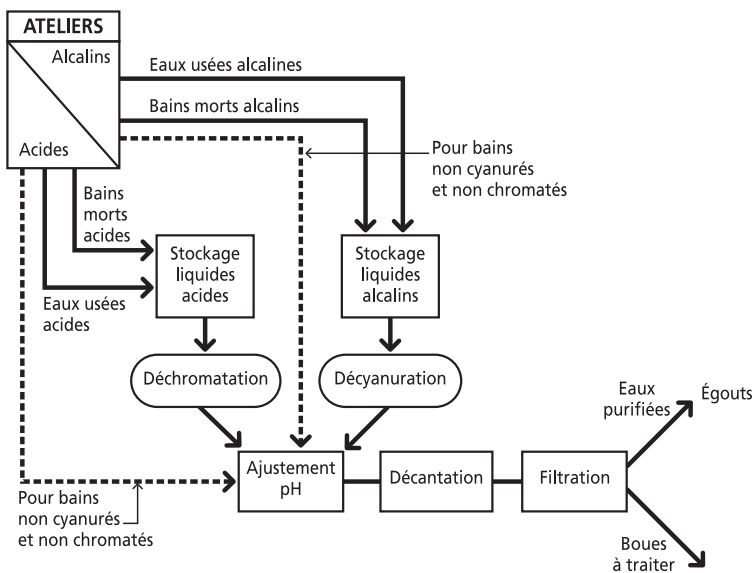 ATELIERS
Alcalins
Acides
Eaux usées alcalines
Bains morts alcalins
Pour bains
non cyanurés
et non chromatés
Bains
morts
acides
Eaux usées
acides
Stockage
liquides
acides
Stockage
liquides
alcalins
Déchromatation
Décyanuration
Ajustement
pH
Décantation
Filtration
Eaux
purifiées
Égouts
Boues
à traiter
Pour bains
non cyanurés
et non chromatés